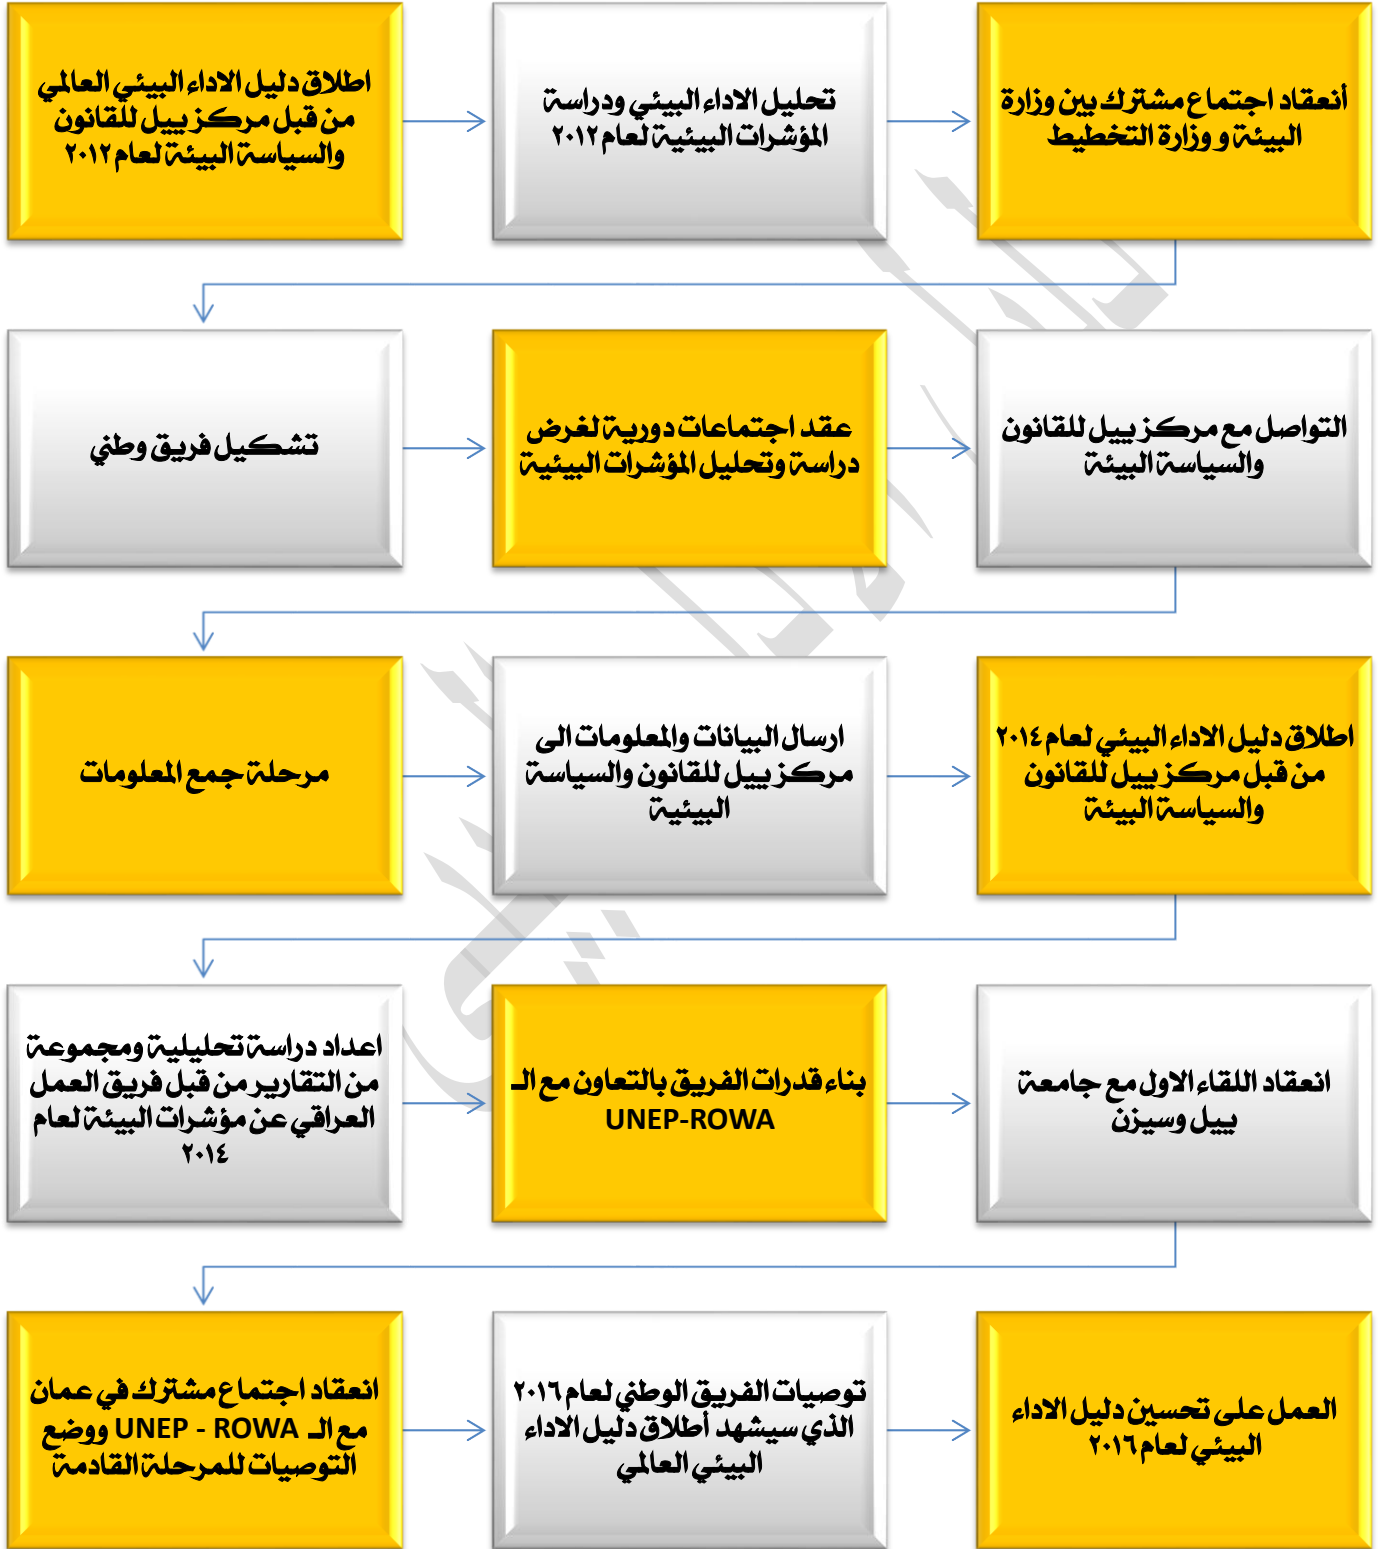 اطلاق دليل الاداء البيئي العالمي
من قبل مركز ييل للقانون
والسياسة البيئة لعام ٢٠١٢
تحليل الاداء البيئي ودراسة
المؤشرات البيئية لعام ٢٠١٢
أنعقاد اجتماع مشترك بين وزارة
البيئة و وزارة التخطيط
تشكيل فريق وطني
عقد اجتماعات دورية لغرض
دراسة وتحليل المؤشرات البيئية
التواصل مع مركز ييل للقانون
والسياسة البيئة
مرحلة جمع المعلومات
ارسال البيانات والمعلومات الى
مركز ييل للقانون والسياسة
البيئية
اطلاق دليل الاداء البيئي لعام ٢٠١٤
من قبل مركز ييل للقانون
والسياسة البيئة
اعداد دراسة تحليلية ومجموعة
من التقارير من قبل فريق العمل
العراقي عن مؤشرات البيئة لعام
٢٠١٤
بناء قدرات الفريق بالتعاون مع الـ
UNEP-ROWA
انعقاد اللقاء الاول مع جامعة
ييل وسيزن
انعقاد اجتماع مشترك في عمان
مع الـ UNEP - ROWA ووضع
التوصيات للمرحلة القادمة
توصيات الفريق الوطني لعام ٢٠١٦
الذي سيشهد أطلاق دليل الاداء
البيئي العالمي
العمل على تحسين دليل الاداء
البيئي لعام ٢٠١٦